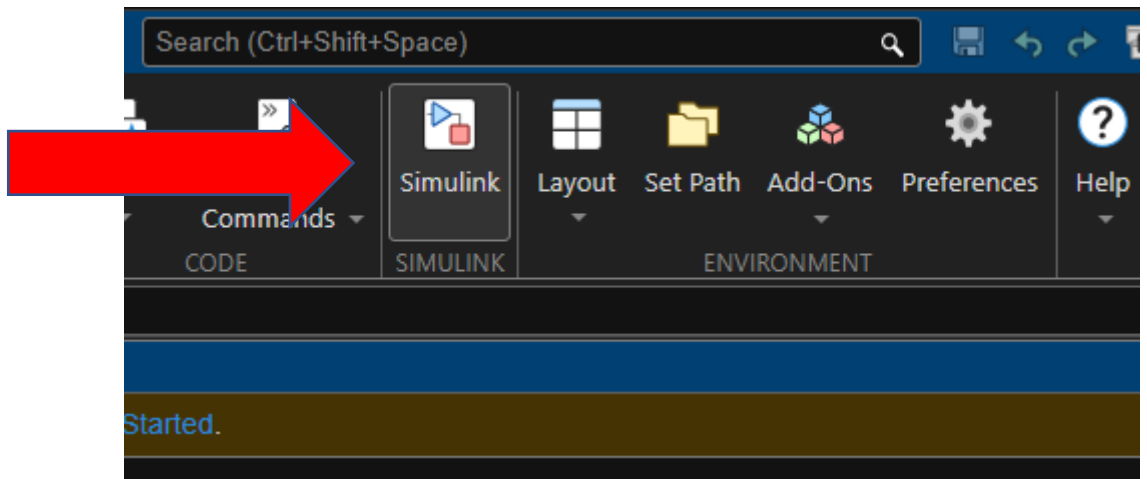 Search (Ctrl+Shift+Space)
Simulink Layout Set Path Add-Ons Preferences Help
Commands
CODE SIMULINK ENVIRONMENT
Started.